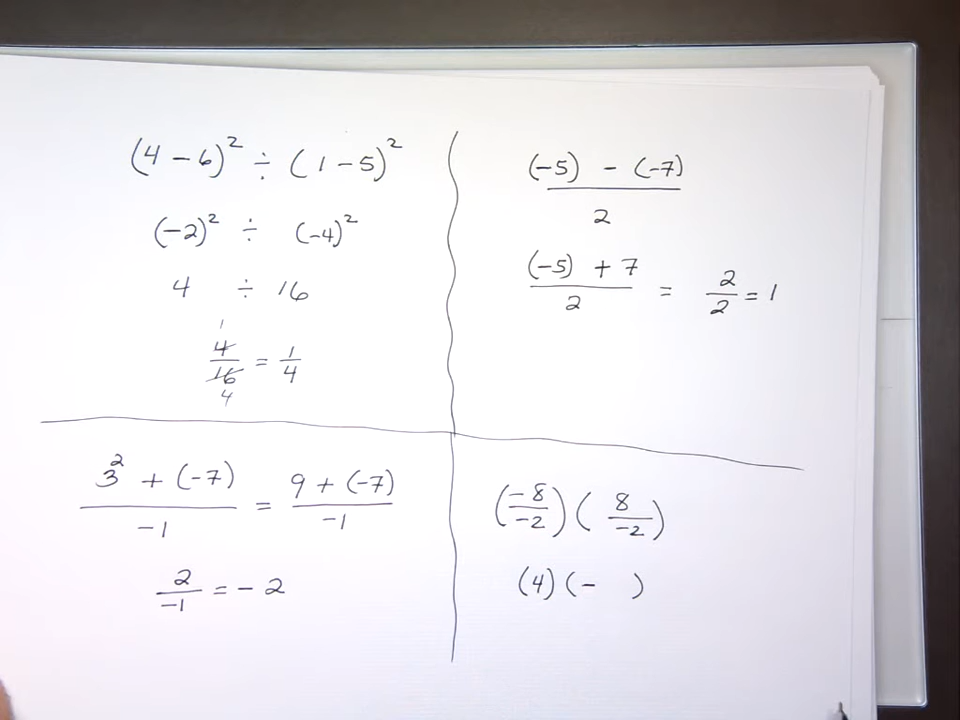 (4 - 6)² ÷ (1 - 5)²
(-2)² ÷ (-4)²
4 ÷ 16
1
4/16 = 1/4
4
(-5) - (-7)
2
(-5) + 7 / 2 = 2/2 = 1
3² + (-7) / -1 = 9 + (-7) / -1
2/-1 = - 2
(-8/-2)(8/-2)
(4)(- )